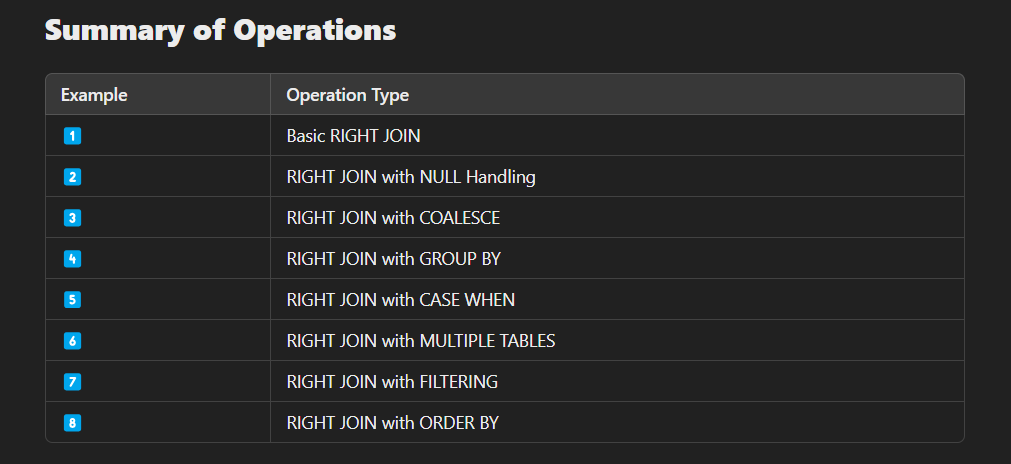 Summary of Operations
Example Operation Type
1 Basic RIGHT JOIN
2 RIGHT JOIN with NULL Handling
3 RIGHT JOIN with COALESCE
4 RIGHT JOIN with GROUP BY
5 RIGHT JOIN with CASE WHEN
6 RIGHT JOIN with MULTIPLE TABLES
7 RIGHT JOIN with FILTERING
8 RIGHT JOIN with ORDER BY